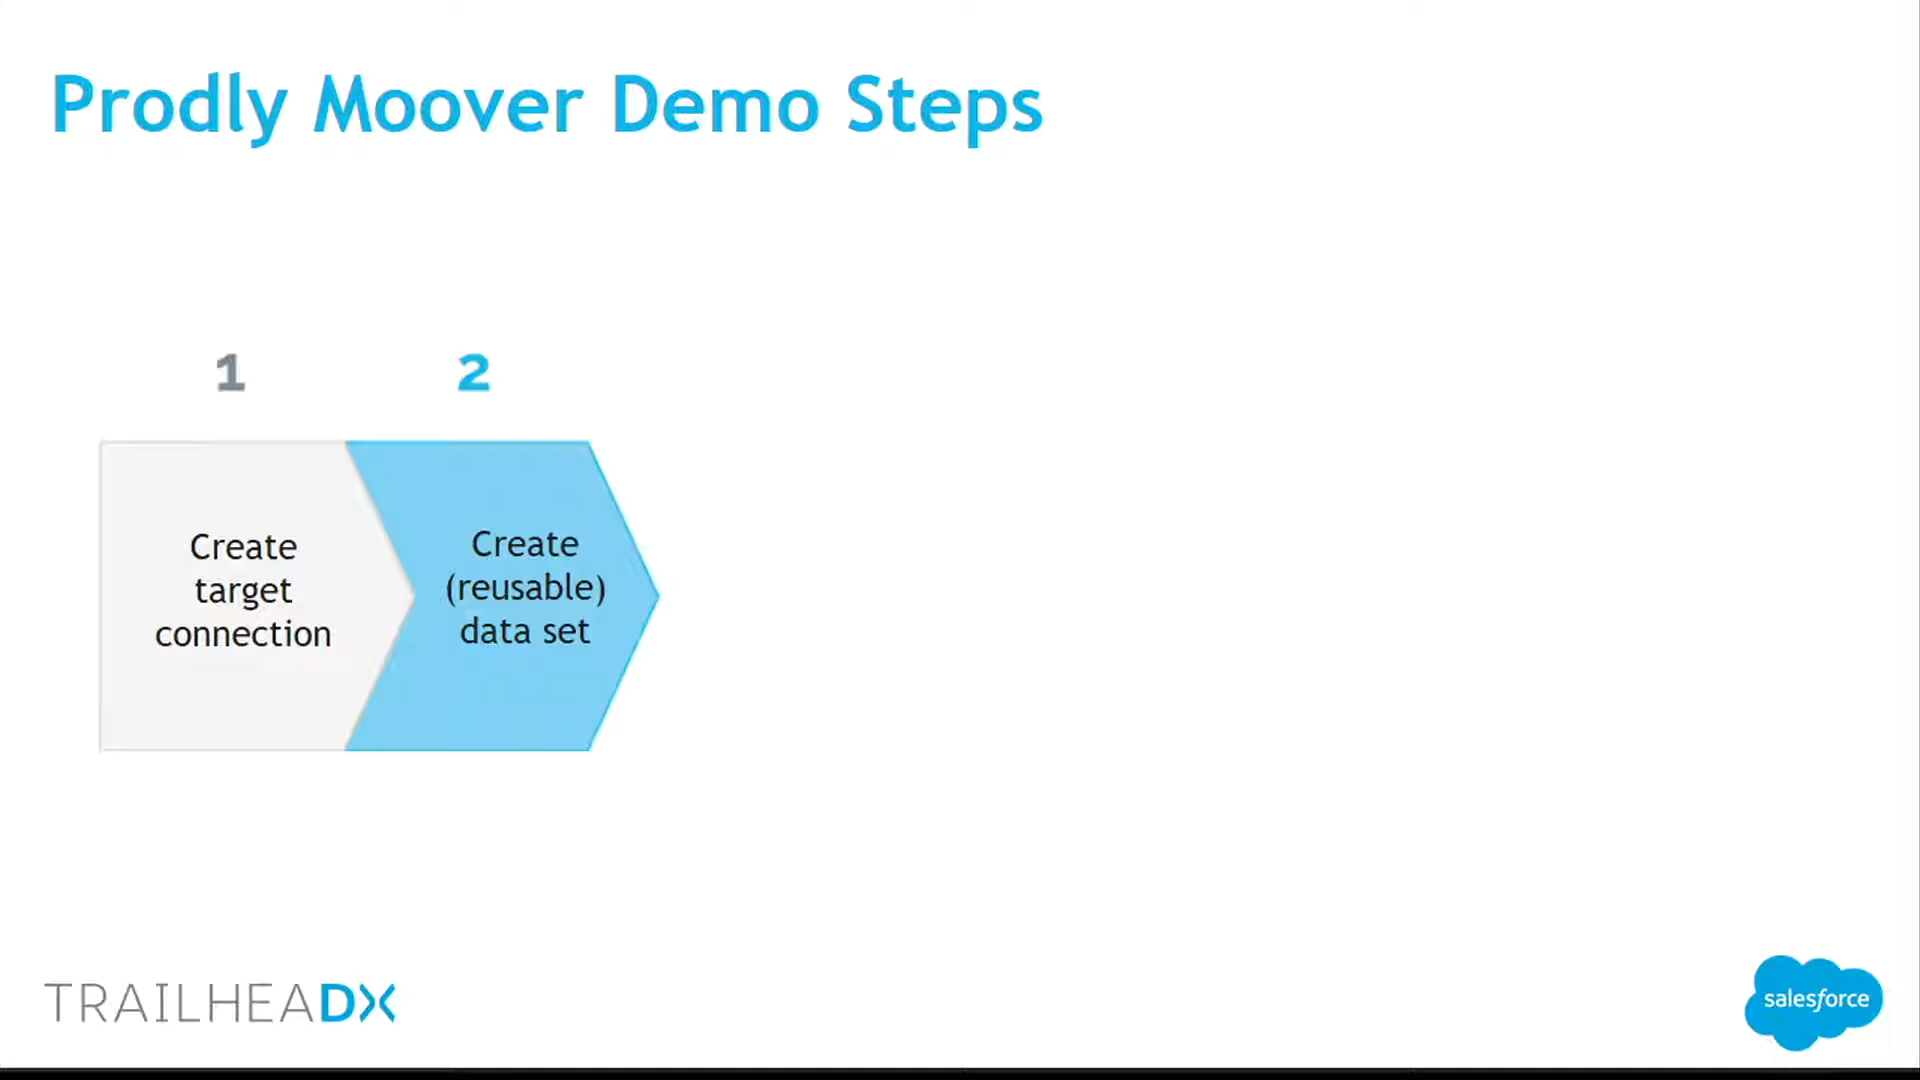 Prodly Moover Demo Steps
1
2
Create
target
connection
Create
(reusable)
data set
TRAILHEADX
salesforce